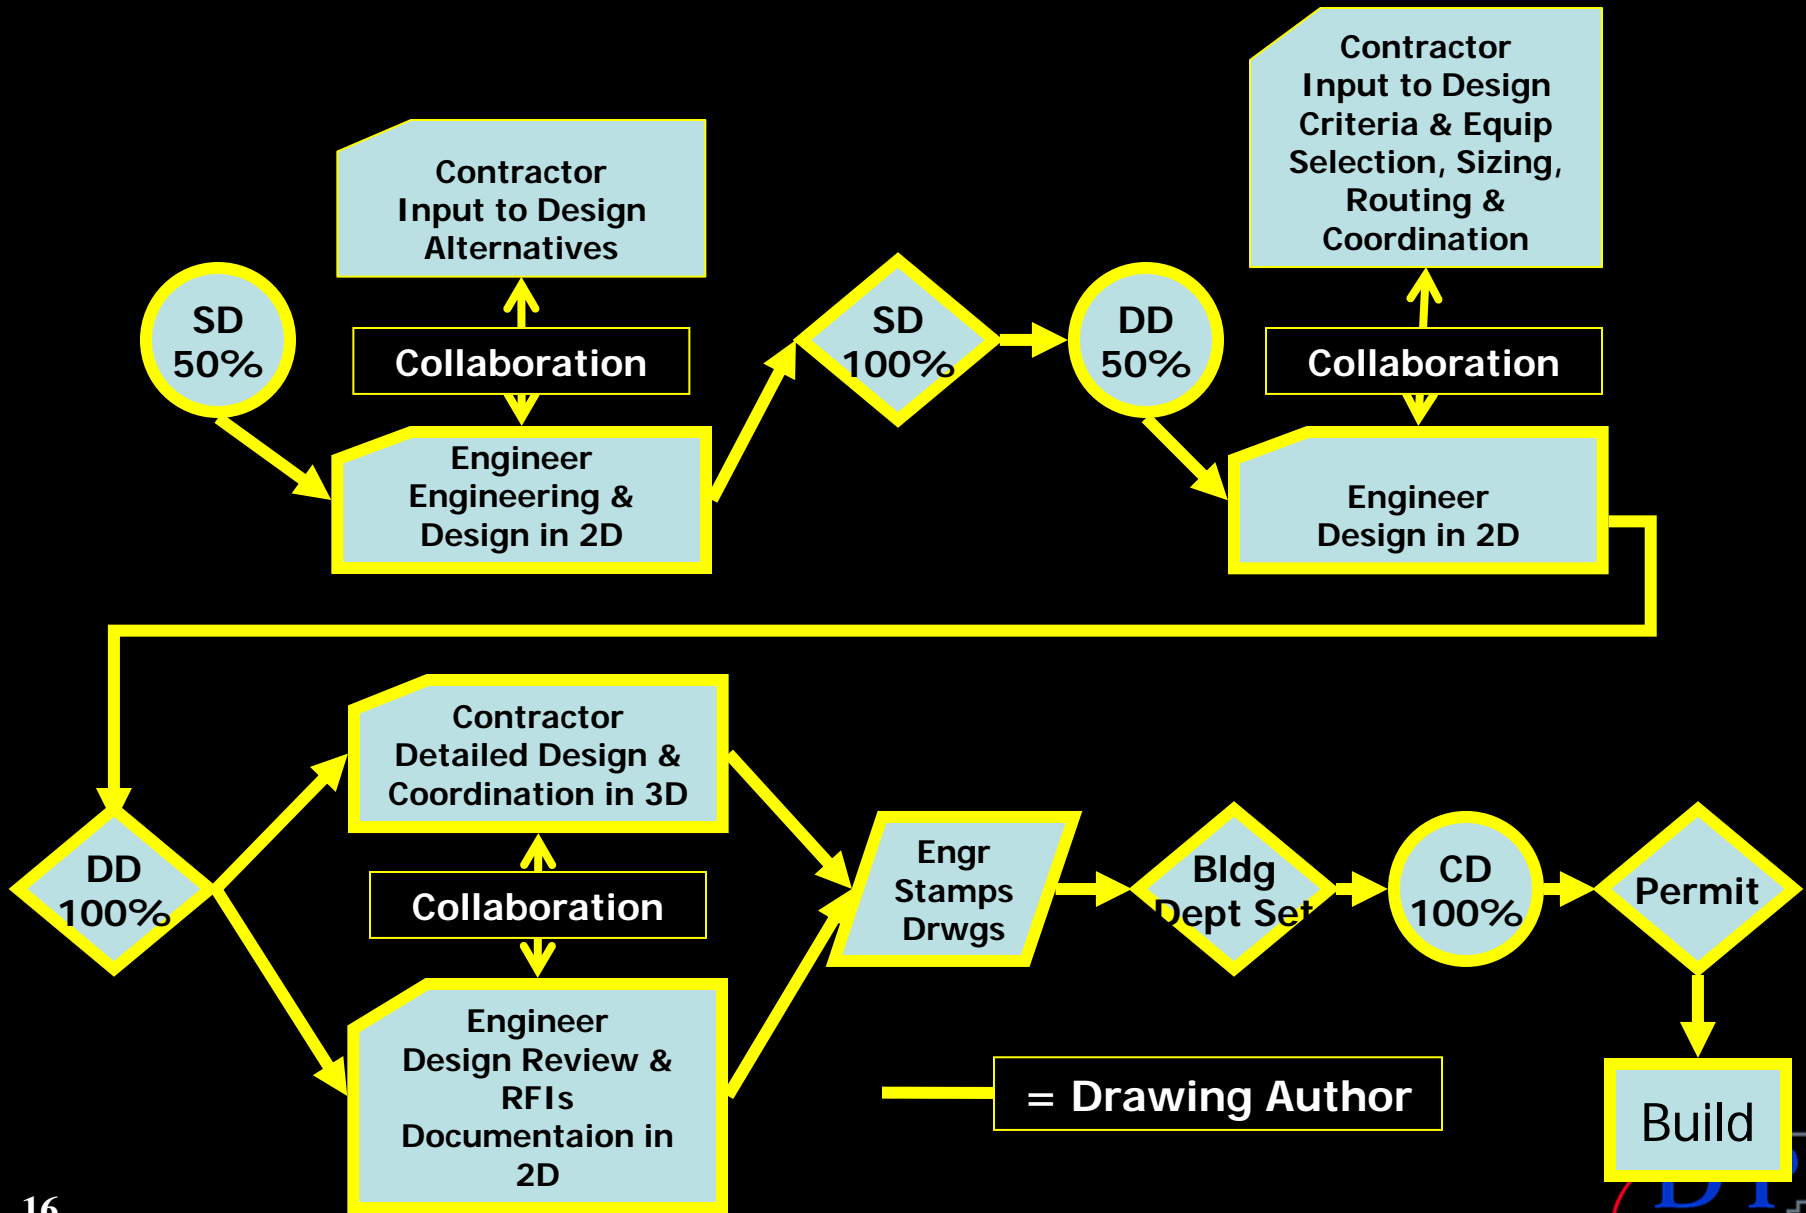 Contractor
Input to Design
Alternatives
Contractor
Input to Design
Criteria & Equip
Selection, Sizing,
Routing &
Coordination
SD
50%
Collaboration
SD
100%
DD
50%
Collaboration
Engineer
Engineering &
Design in 2D
Engineer
Design in 2D
Contractor
Detailed Design &
Coordination in 3D
DD
100%
Collaboration
Engr
Stamps
Drwgs
Bldg
Dept Set
CD
100%
Permit
Engineer
Design Review &
RFIs
Documentaion in
2D
= Drawing Author
Build
16